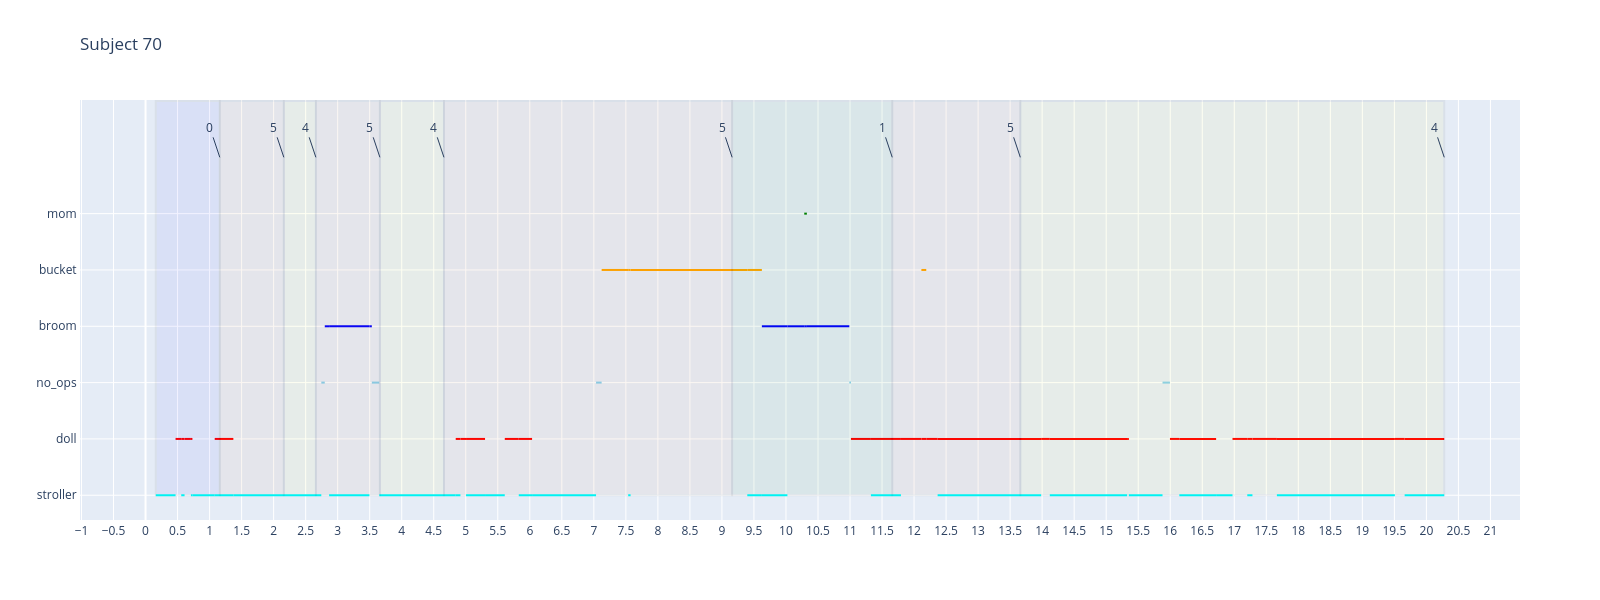 Subject 70
0 5 4 5 4 5 1 5 4
mom
bucket
broom
no_ops
doll
stroller
−1 −0.5 0 0.5 1 1.5 2 2.5 3 3.5 4 4.5 5 5.5 6 6.5 7 7.5 8 8.5 9 9.5 10 10.5 11 11.5 12 12.5 13 13.5 14 14.5 15 15.5 16 16.5 17 17.5 18 18.5 19 19.5 20 20.5 21